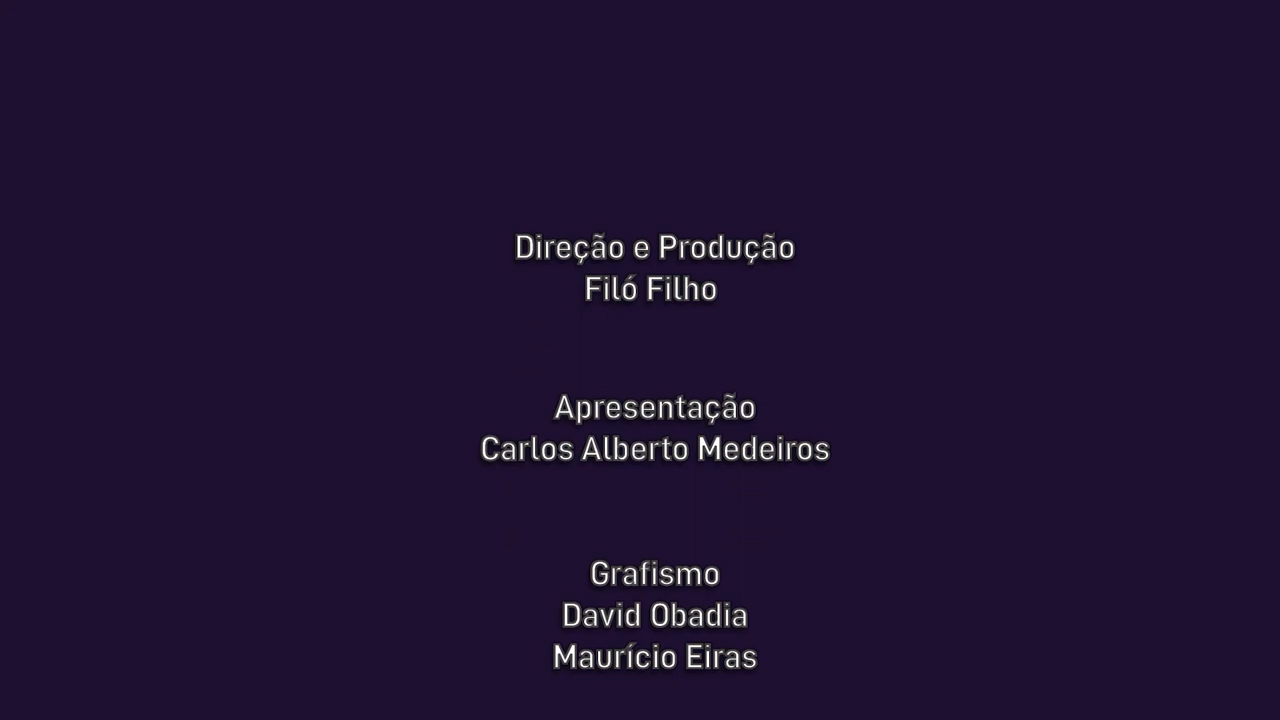 Direção e Produção
Filó Filho
Apresentação
Carlos Alberto Medeiros
Grafismo
David Obadia
Maurício Eiras